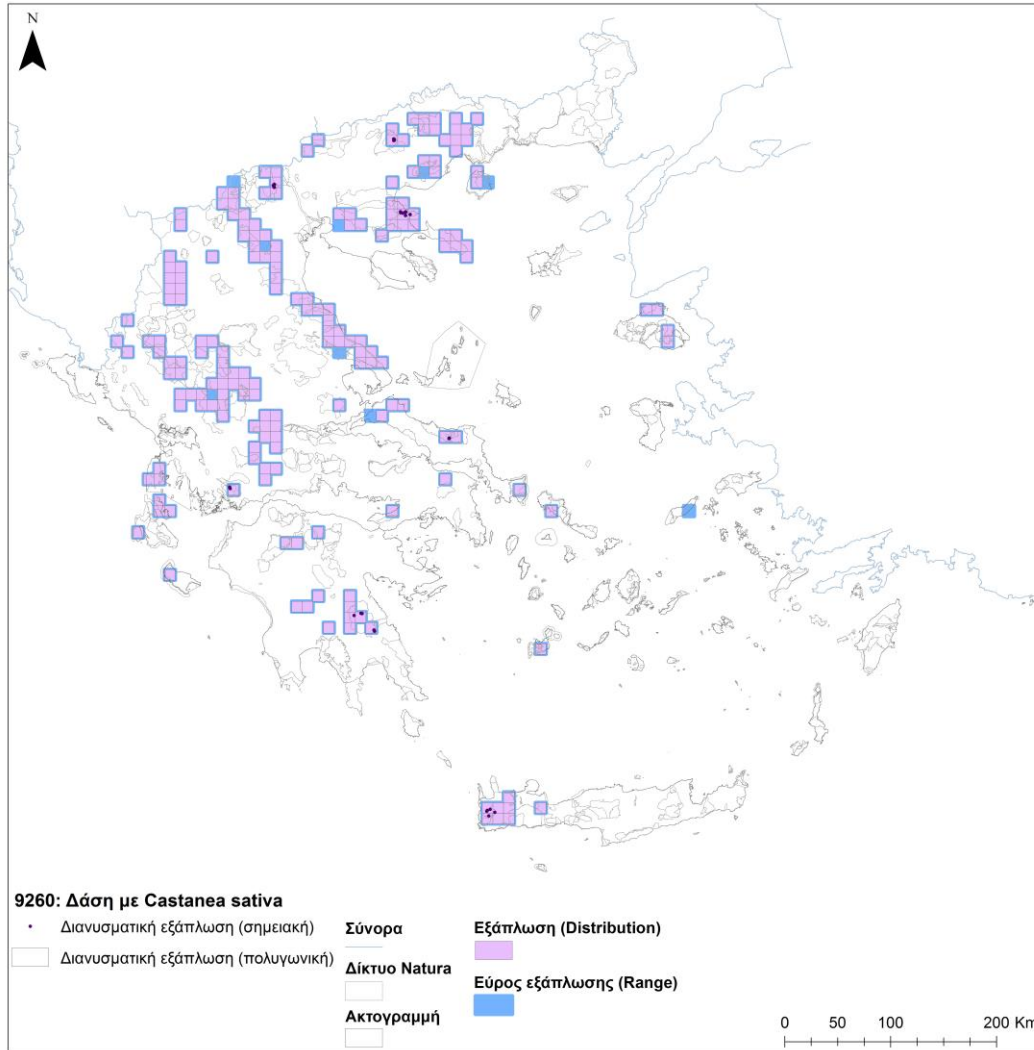 N
9260: Δάση με Castanea sativa
Διανυσματική εξάπλωση (σημειακή)
Διανυσματική εξάπλωση (πολυγωνική)
Σύνορα
Δίκτυο Natura
Ακτογραμμή
Εξάπλωση (Distribution)
Εύρος εξάπλωσης (Range)
0 50 100 200 Km